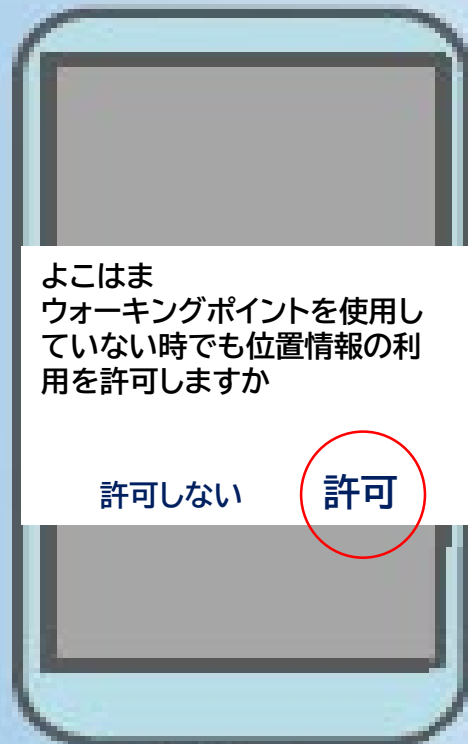 よこはま
ウォーキングポイントを使用し
ていない時でも位置情報の利
用を許可しますか
許可しない 許可